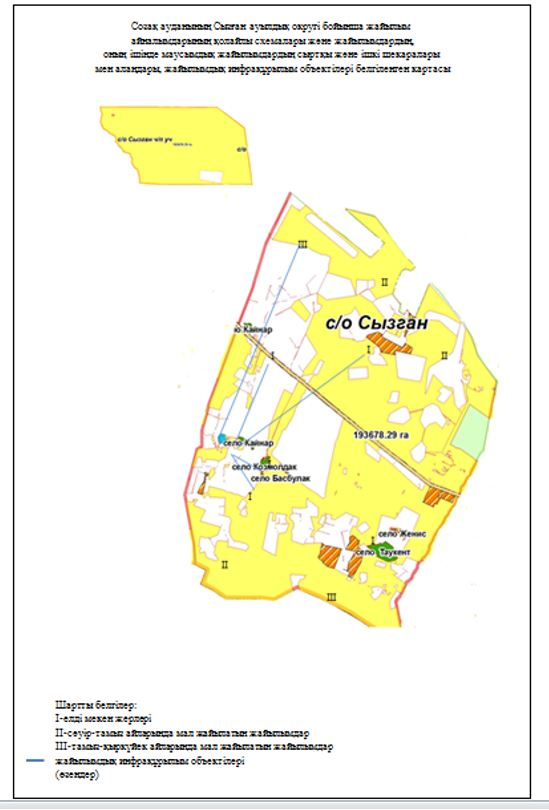 Созақ ауданының Сызған ауылдық округі бойынша жайылым
айналымдарының қолайлы схемалары және жайылымдардың,
оның ішінде маусымдық жайылымдардың сыртқы және ішкі шекаралары
мен алаңдары, жайылымдық инфрақұрылым объектілері белгіленген картасы
с/о Сызган ч/п уч
с/о
III
II
с/о Сызган
Кайнар
I
I
II
193678.29 га
село Кайнар
село Козмолдак
село Басбулак
I
село Женис
I
село Таукент
II
III
Шартты белгілер:
I-елді мекен жерлері
II-сәуір-тамыз айларында мал жайылатын жайылымдар
III-тамыз-қыркүйек айларында мал жайылатын жайылымдар
жайылымдық инфрақұрылым объектілері
(өзендер)